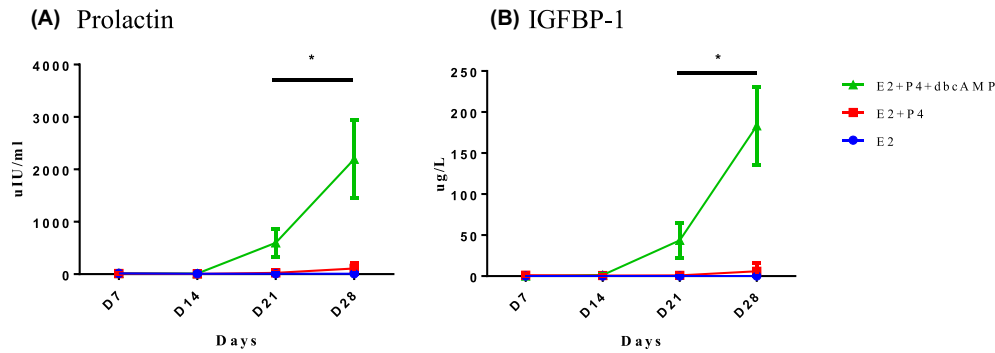 (A) Prolactin
4000
3000
2000
1000
0
uIU/ml
*
D7
D14
D21
D28
Days
(B) IGFBP-1
250
200
150
100
50
0
ug/L
*
D7
D14
D21
D28
Days
E2+P4+dbcAMP
E2+P4
E2